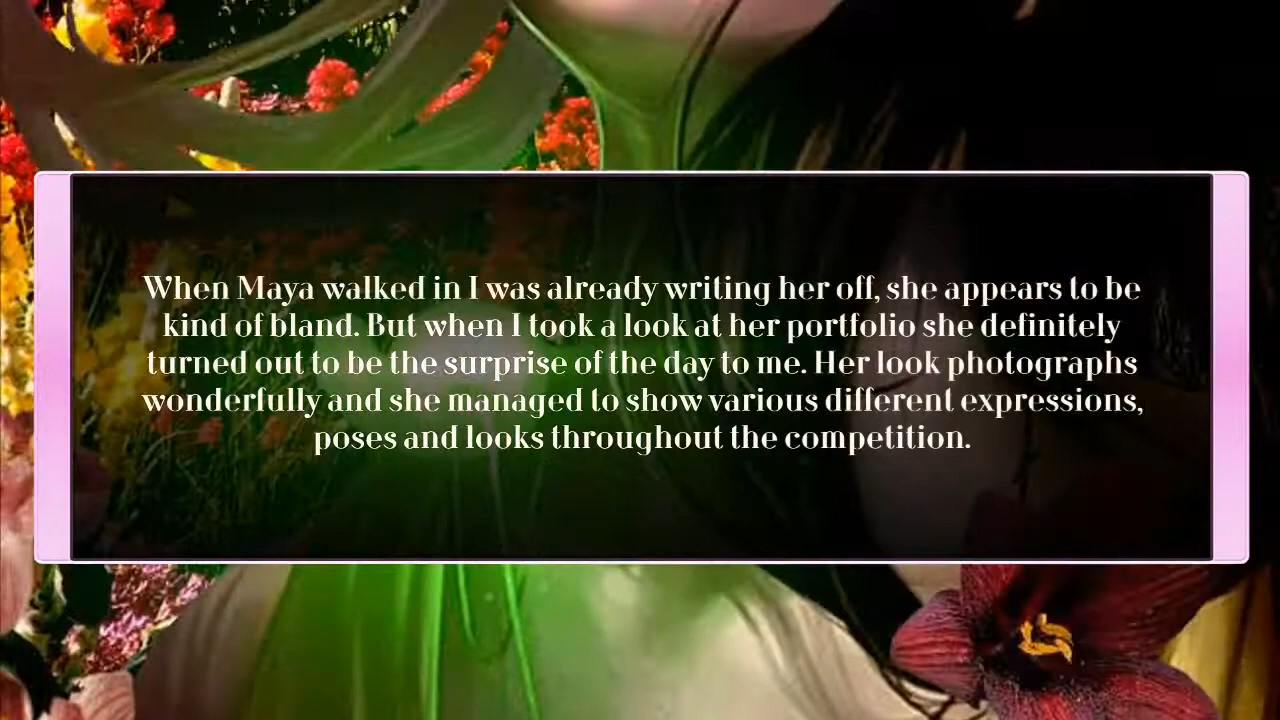 When Maya walked in I was already writing her off, she appears to be
kind of bland. But when I took a look at her portfolio she definitely
turned out to be the surprise of the day to me. Her look photographs
wonderfully and she managed to show various different expressions,
poses and looks throughout the competition.